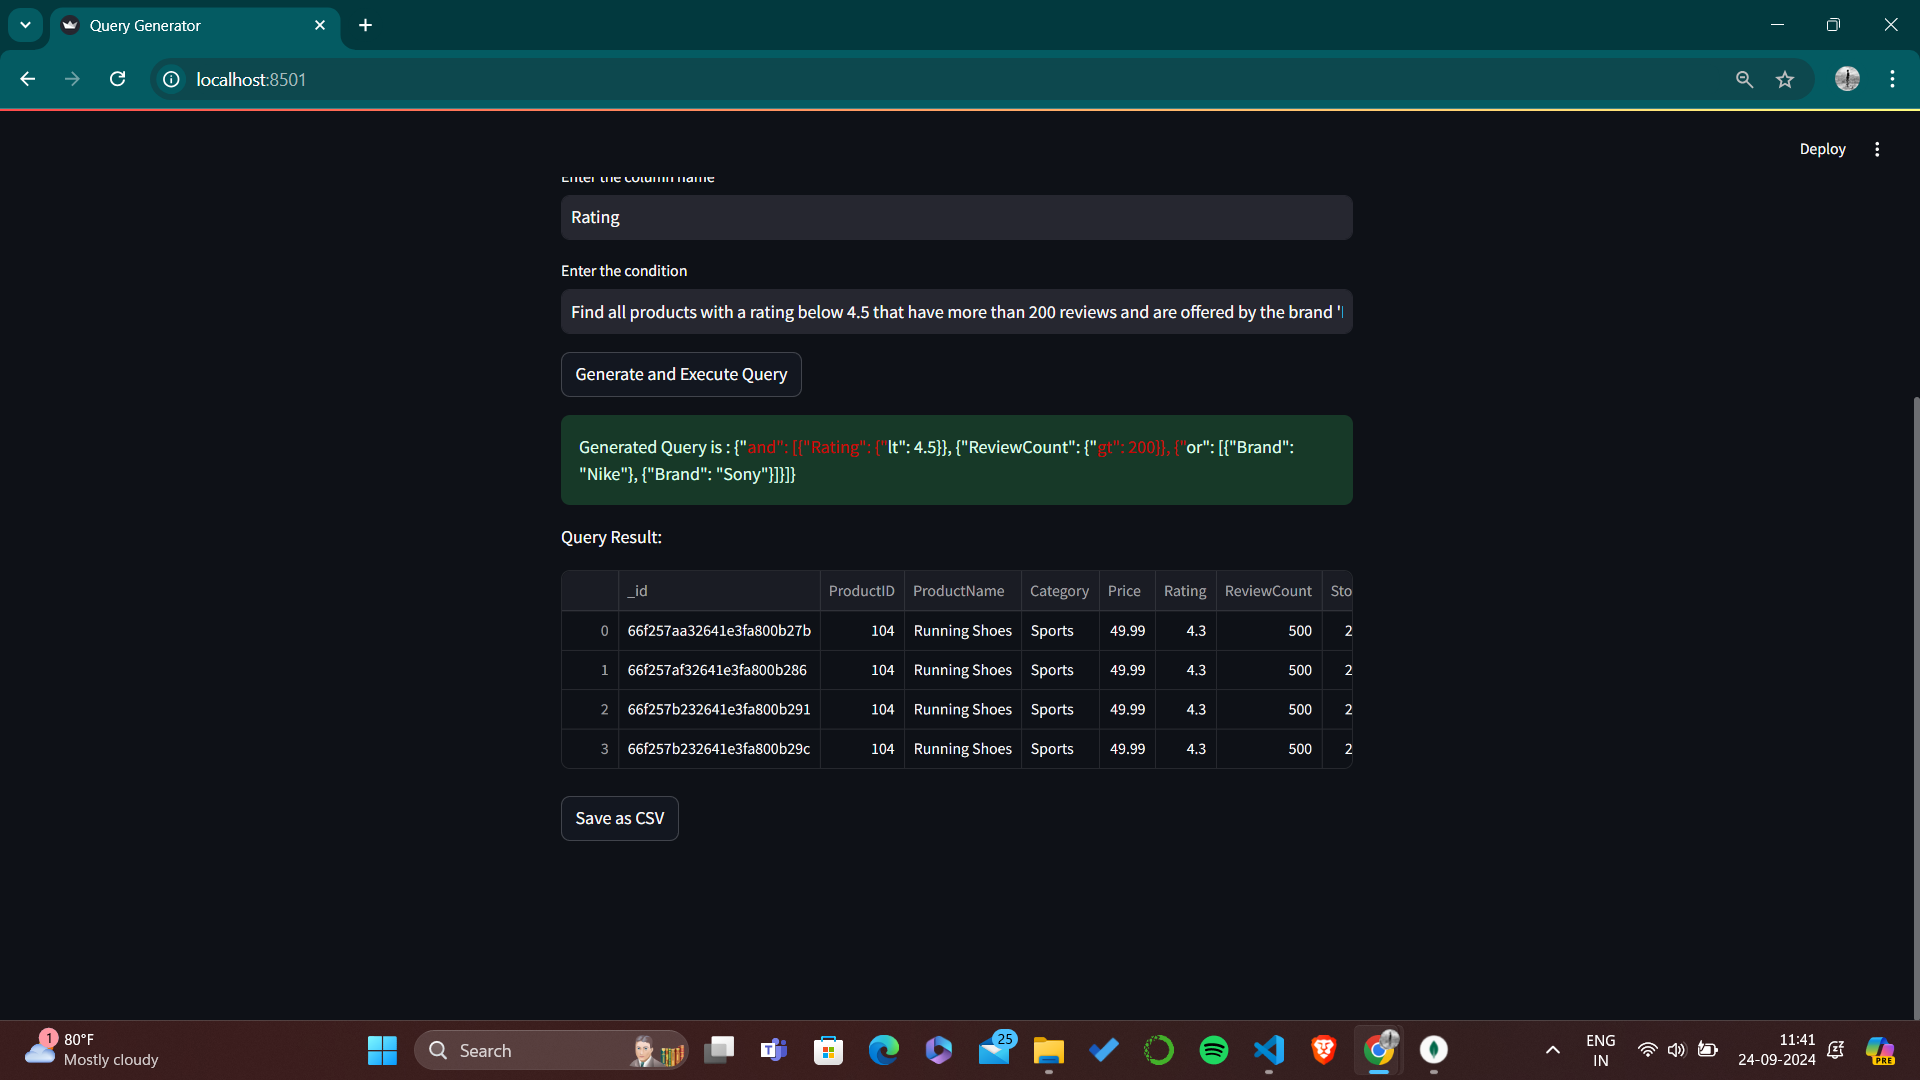 Query Generator
localhost:8501
Deploy
Enter the column name
Rating
Enter the condition
Find all products with a rating below 4.5 that have more than 200 reviews and are offered by the brand '
Generate and Execute Query
Generated Query is : {"and": [{"Rating": {"lt": 4.5}}, {"ReviewCount": {"gt": 200}}, {"or": [{"Brand":
"Nike"}, {"Brand": "Sony"}]}]}
Query Result:
_id ProductID ProductName Category Price Rating ReviewCount Sto
0 66f257aa32641e3fa800b27b 104 Running Shoes Sports 49.99 4.3 500 2
1 66f257af32641e3fa800b286 104 Running Shoes Sports 49.99 4.3 500 2
2 66f257b232641e3fa800b291 104 Running Shoes Sports 49.99 4.3 500 2
3 66f257b232641e3fa800b29c 104 Running Shoes Sports 49.99 4.3 500 2
Save as CSV
1
80°F
Mostly cloudy
Search
25
ENG
IN
11:41
24-09-2024
PRE